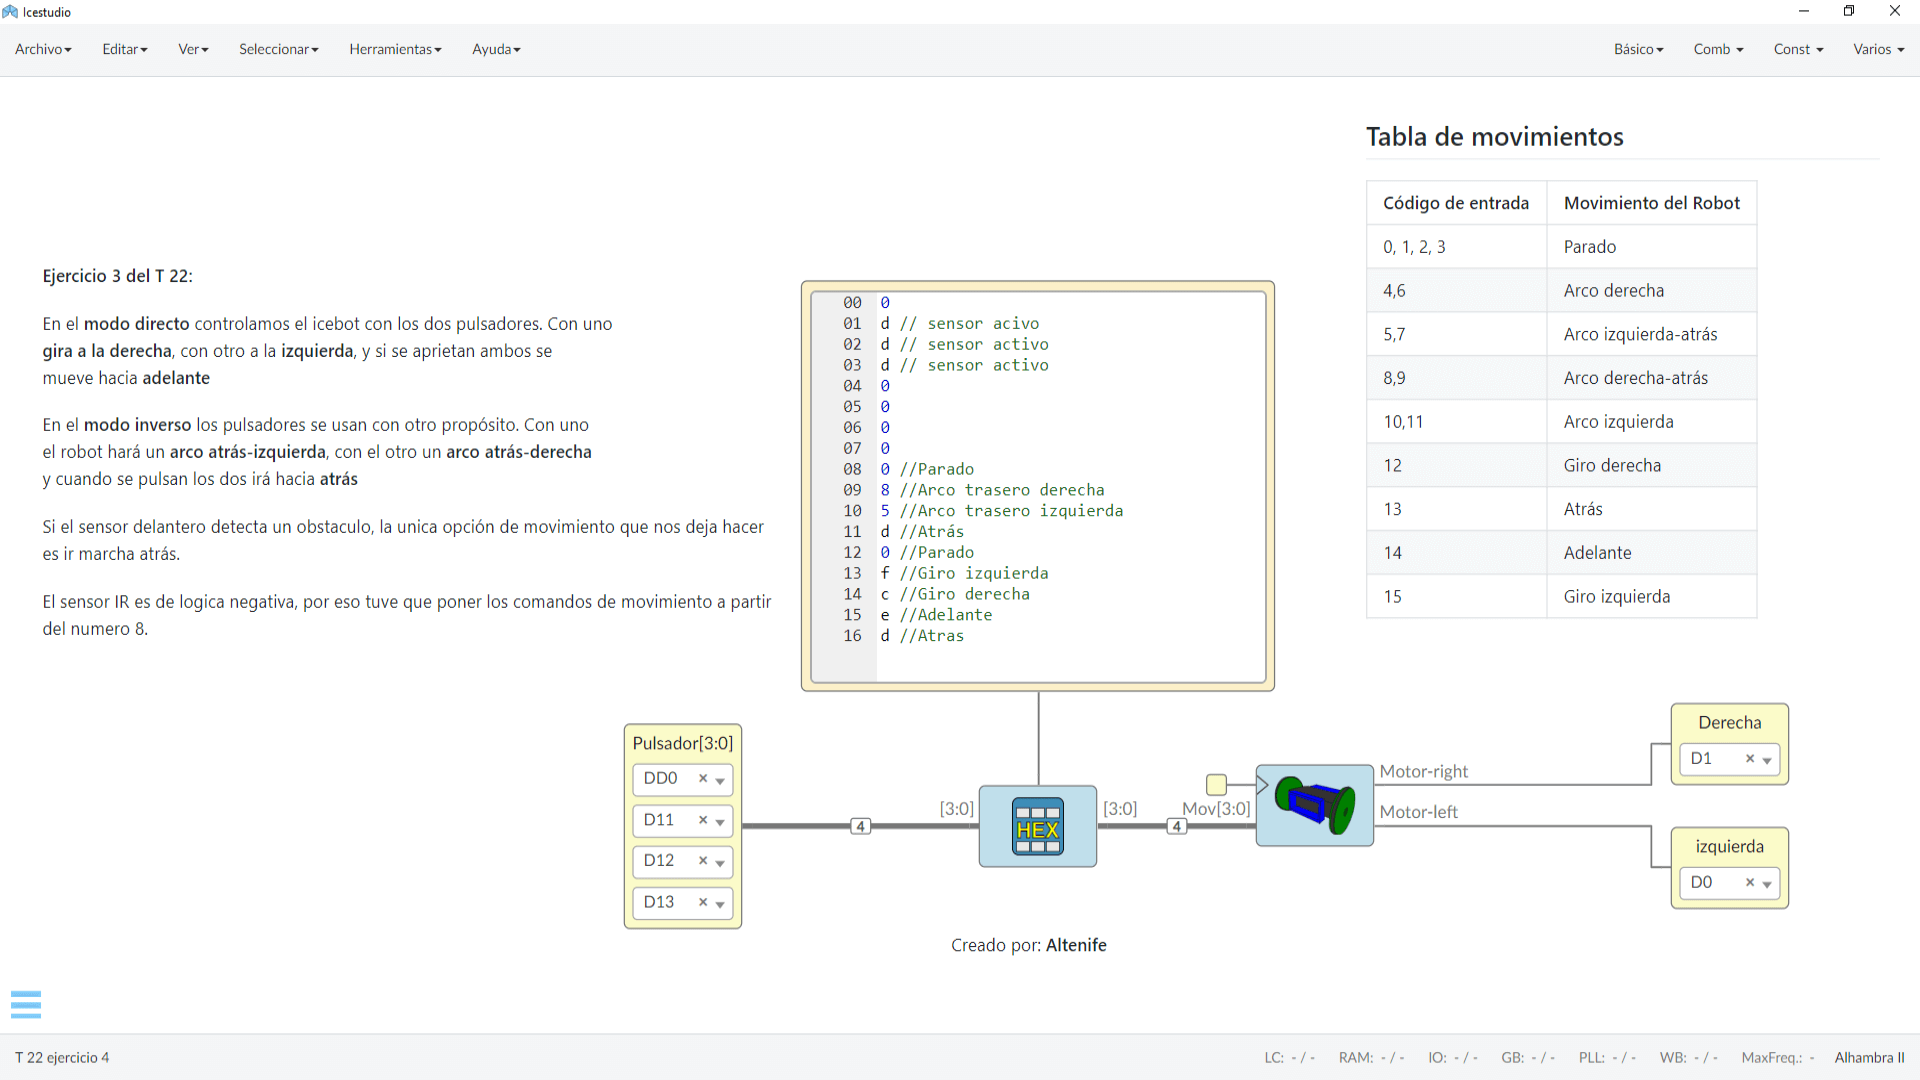 Icestudio
Archivo Editar Ver Seleccionar Herramientas Ayuda Básico Comb Const Varios
Tabla de movimientos
Código de entrada Movimiento del Robot
0, 1, 2, 3 Parado
4,6 Arco derecha
5,7 Arco izquierda-atrás
8,9 Arco derecha-atrás
10,11 Arco izquierda
12 Giro derecha
13 Atrás
14 Adelante
15 Giro izquierda
Ejercicio 3 del T 22:
En el modo directo controlamos el icebot con los dos pulsadores. Con uno
gira a la derecha, con otro a la izquierda, y si se aprietan ambos se
mueve hacia adelante
En el modo inverso los pulsadores se usan con otro propósito. Con uno
el robot hará un arco atrás-izquierda, con el otro un arco atrás-derecha
y cuando se pulsan los dos irá hacia atrás
Si el sensor delantero detecta un obstaculo, la unica opción de movimiento que nos deja hacer
es ir marcha atrás.
El sensor IR es de logica negativa, por eso tuve que poner los comandos de movimiento a partir
del numero 8.
00 0
01 d // sensor acivo
02 d // sensor activo
03 d // sensor activo
04 0
05 0
06 0
07 0
08 0 //Parado
09 8 //Arco trasero derecha
10 5 //Arco trasero izquierda
11 d //Atrás
12 0 //Parado
13 f //Giro izquierda
14 c //Giro derecha
15 e //Adelante
16 d //Atras
Pulsador[3:0]
DD0
D11
D12
D13
4
[3:0]
HEX
[3:0]
4
Mov[3:0]
Motor-right
Motor-left
Derecha
D1
izquierda
D0
Creado por: Altenife
T 22 ejercicio 4 LC: - / - RAM: - / - IO: - / - GB: - / - PLL: - / - WB: - / - MaxFreq.: - Alhambra II